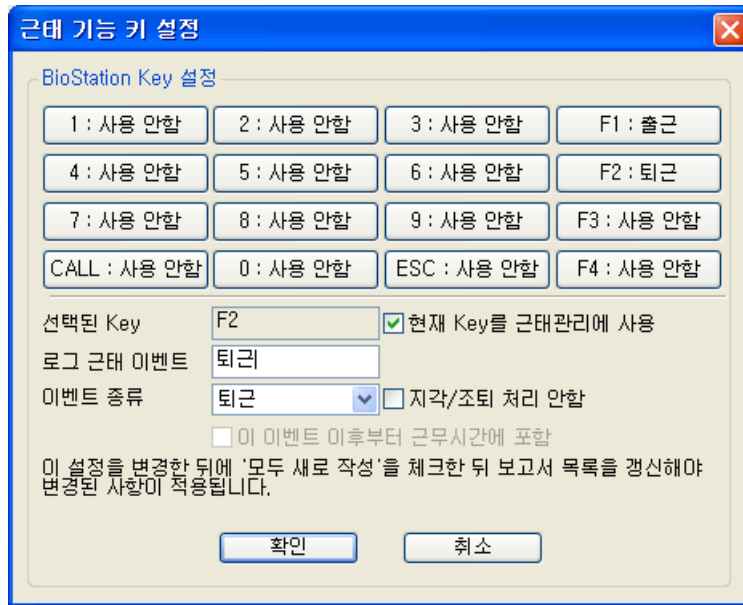 근태 기능 키 설정
BioStation Key 설정
1 : 사용 안함 2 : 사용 안함 3 : 사용 안함 F1 : 출근
4 : 사용 안함 5 : 사용 안함 6 : 사용 안함 F2 : 퇴근
7 : 사용 안함 8 : 사용 안함 9 : 사용 안함 F3 : 사용 안함
CALL : 사용 안함 0 : 사용 안함 ESC : 사용 안함 F4 : 사용 안함
선택된 Key F2 현재 Key를 근태관리에 사용
로그 근태 이벤트 퇴근
이벤트 종류 퇴근 지각/조퇴 처리 안함
이 이벤트 이후부터 근무시간에 포함
이 설정을 변경한 뒤에 '모두 새로 작성'을 체크한 뒤 보고서 목록을 갱신해야
변경된 사항이 적용됩니다.
확인 취소